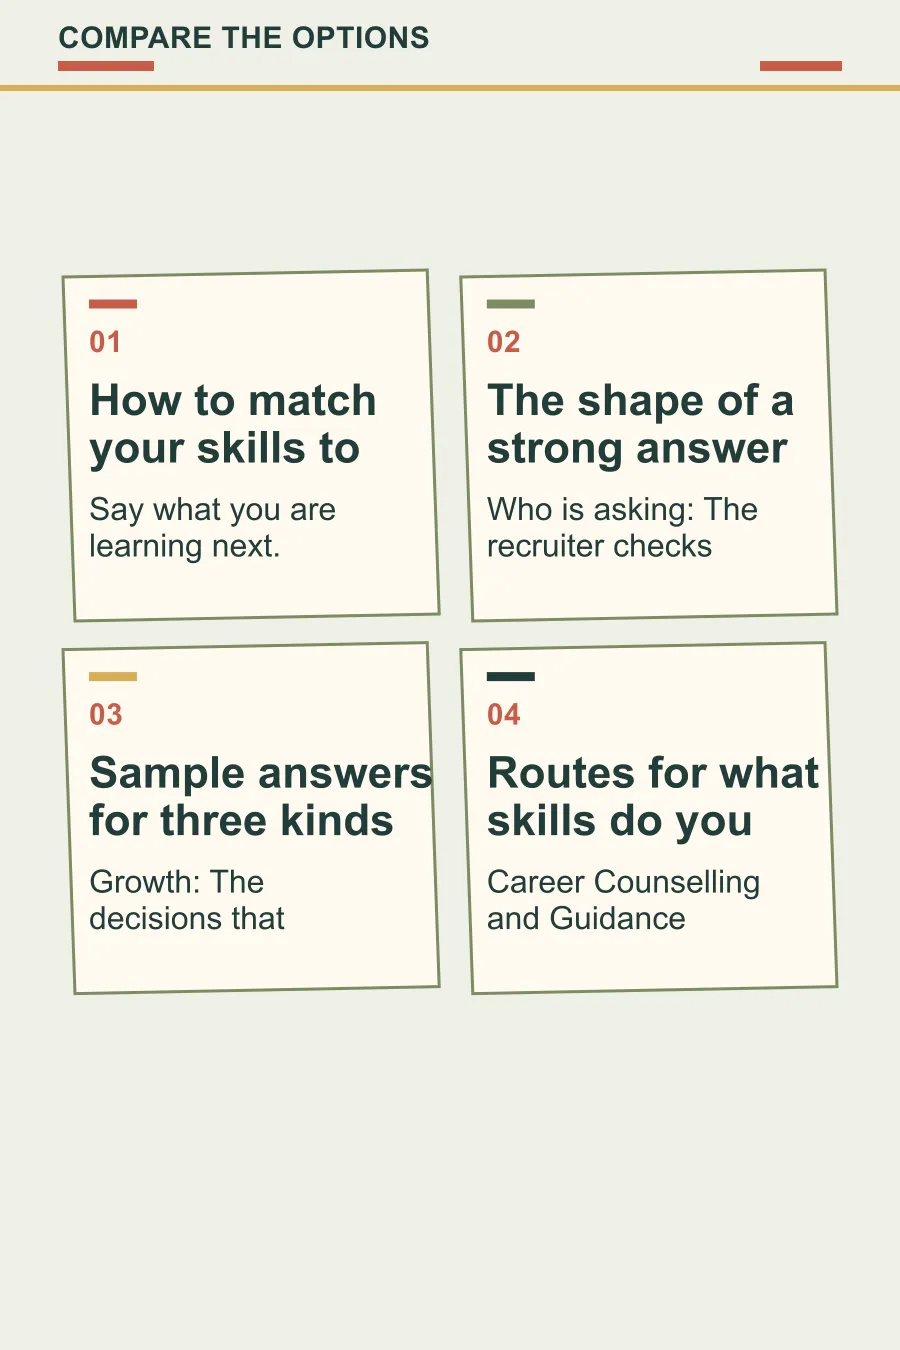 COMPARE THE OPTIONS
01
How to match
your skills to
Say what you are
learning next.
02
The shape of a
strong answer
Who is asking: The
recruiter checks
03
Sample answers
for three kinds
Growth: The
decisions that
04
Routes for what
skills do you
Career Counselling
and Guidance